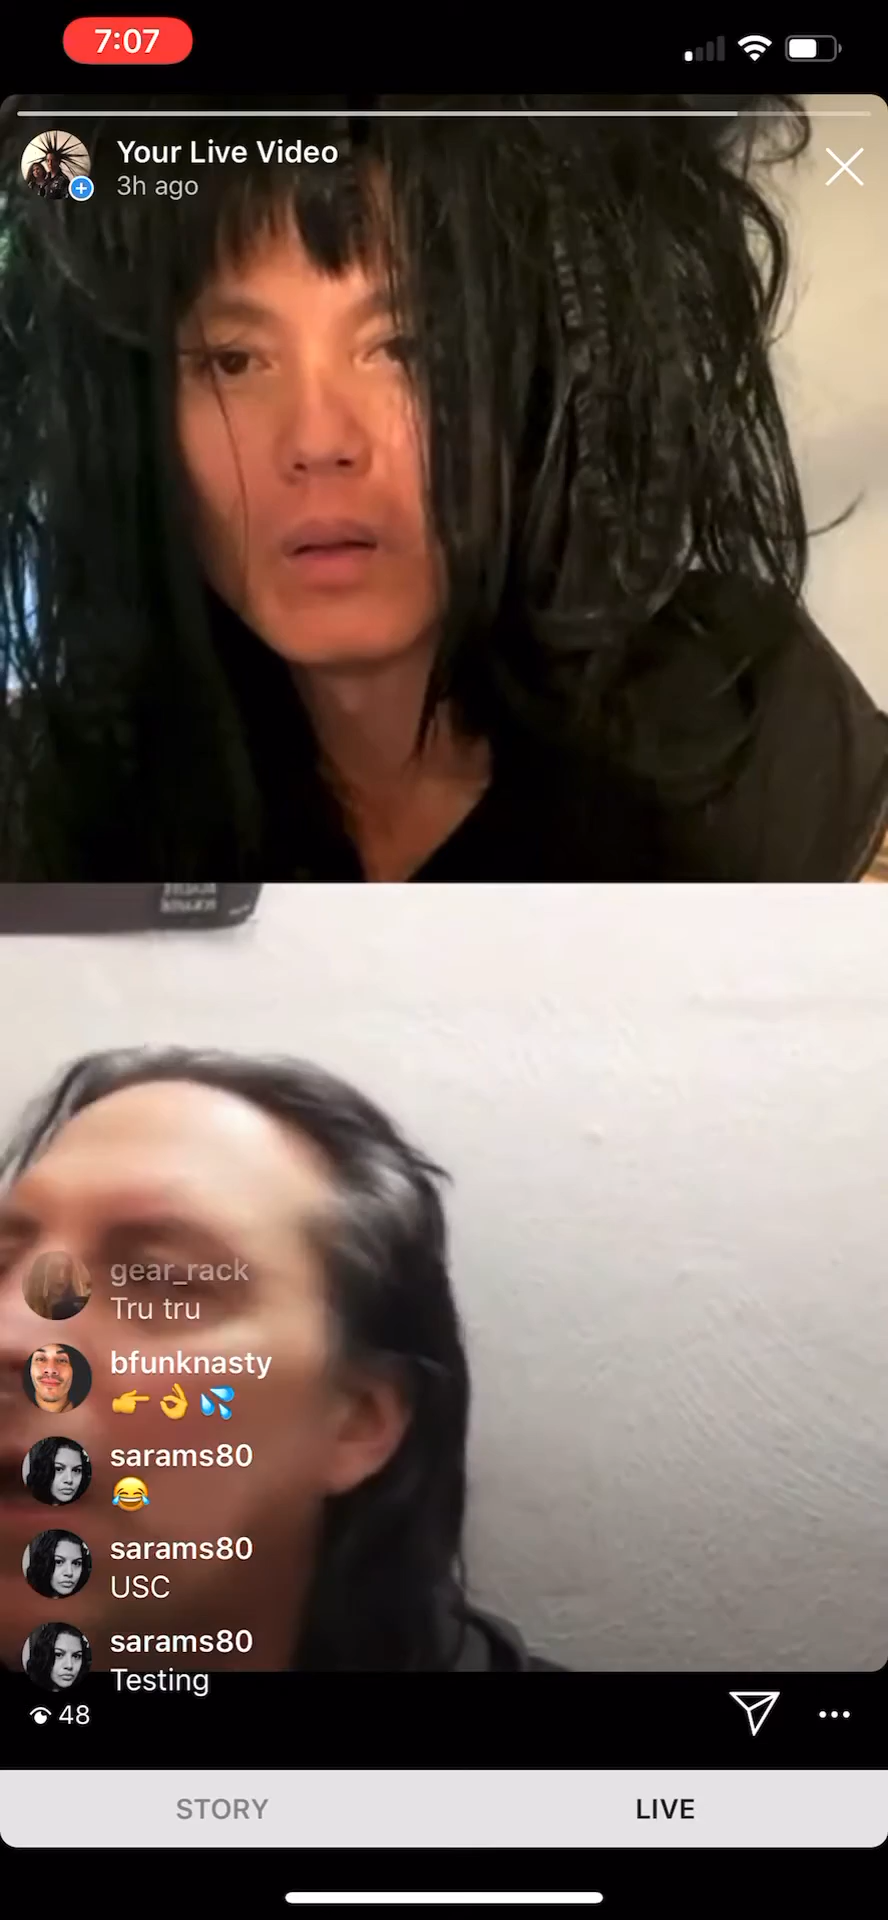 7:07
Your Live Video
3h ago
gear_rack
Tru tru
bfunknasty
👉👌💦
sarams80
😂
sarams80
USC
sarams80
Testing
48
STORY
LIVE